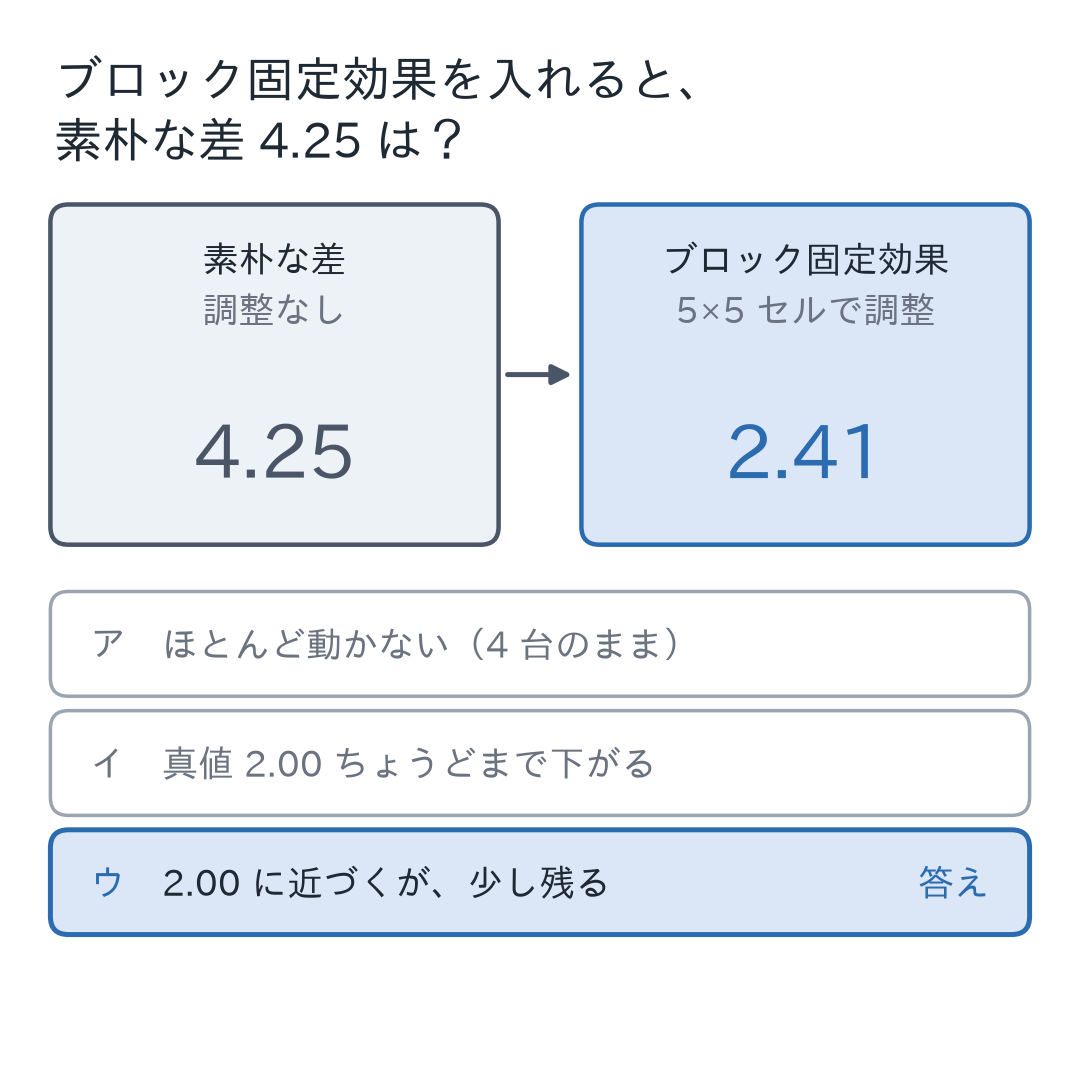 ブロック固定効果を入れると、
素朴な差 4.25 は？
素朴な差
調整なし
4.25
ブロック固定効果
5×5 セルで調整
2.41
ア ほとんど動かない（4 台のまま）
イ 真値 2.00 ちょうどまで下がる
ウ 2.00 に近づくが、少し残る 答え